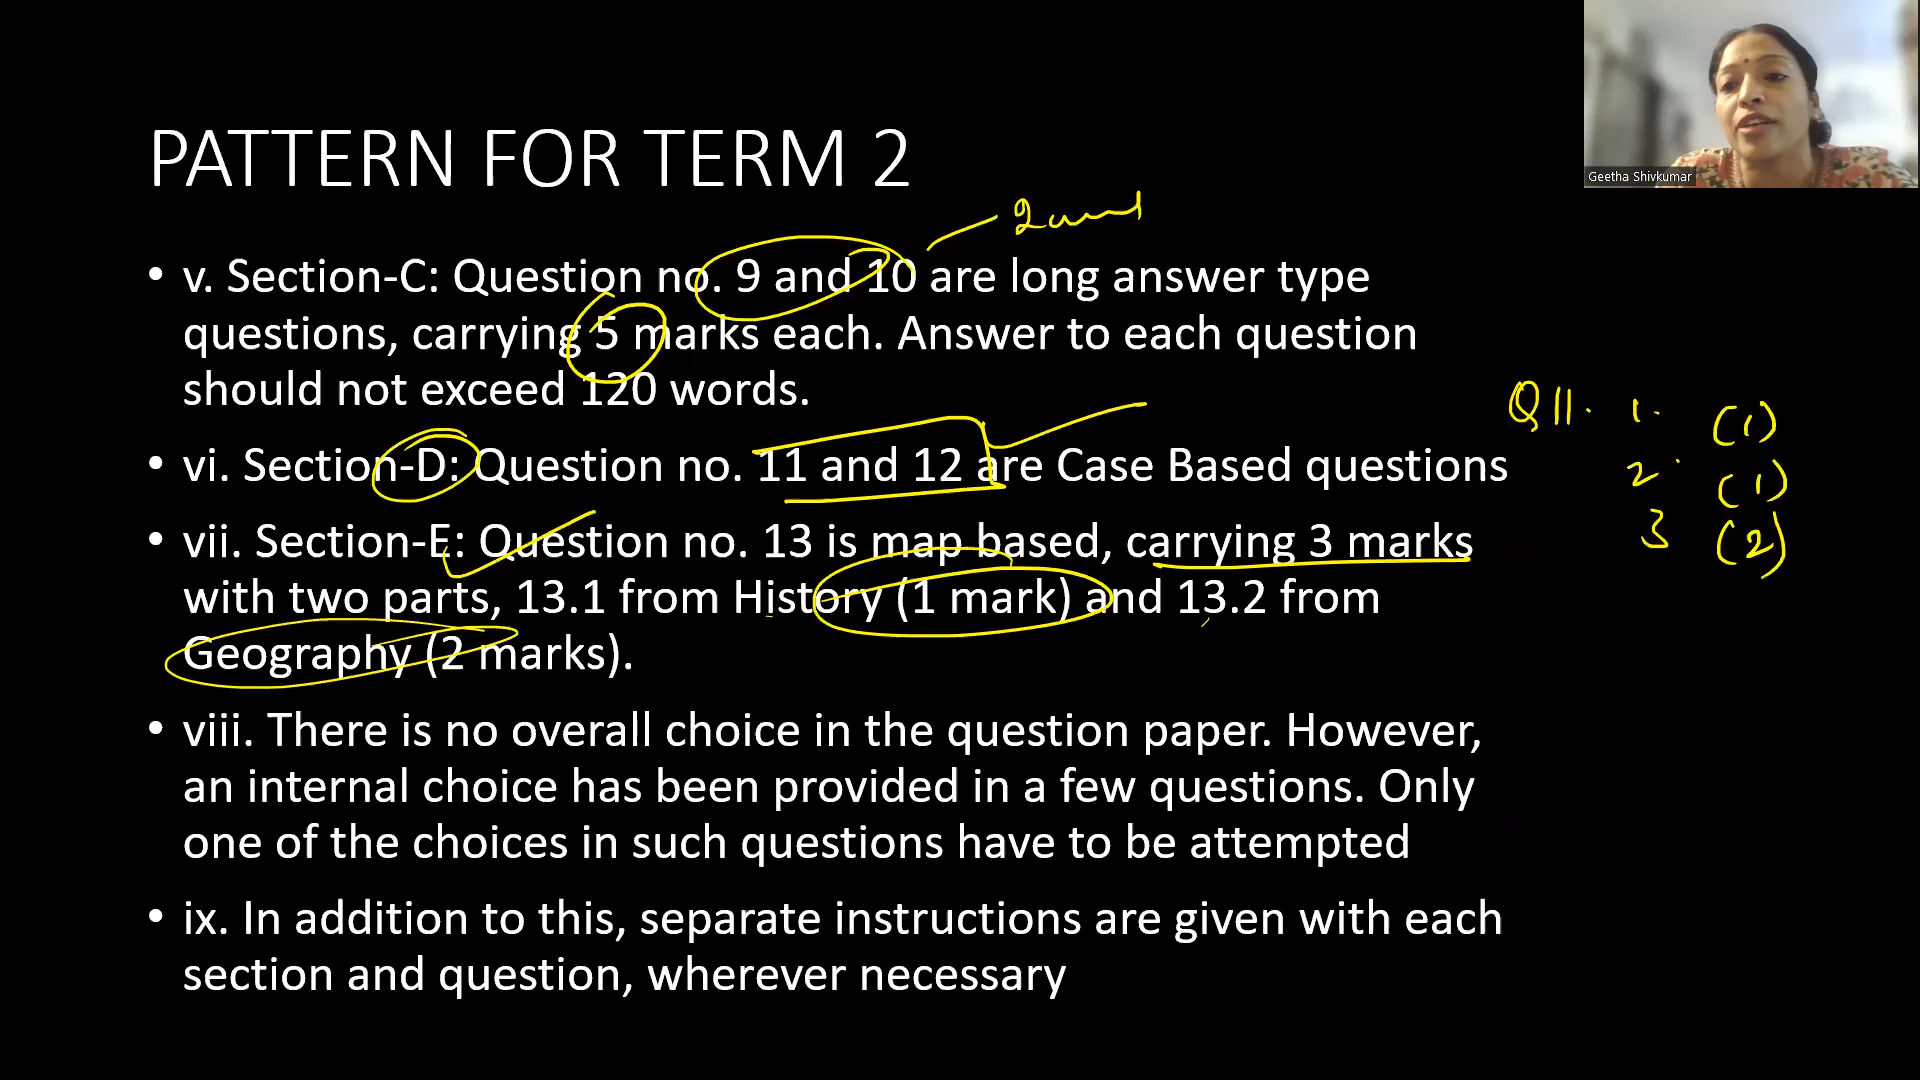 Geetha Shivkumar
PATTERN FOR TERM 2
• v. Section-C: Question no. 9 and 10 are long answer type
questions, carrying 5 marks each. Answer to each question
should not exceed 120 words.
• vi. Section-D: Question no. 11 and 12 are Case Based questions
• vii. Section-E: Question no. 13 is map based, carrying 3 marks
with two parts, 13.1 from History (1 mark) and 13.2 from
Geography (2 marks).
• viii. There is no overall choice in the question paper. However,
an internal choice has been provided in a few questions. Only
one of the choices in such questions have to be attempted
• ix. In addition to this, separate instructions are given with each
section and question, wherever necessary
Q 11. 1. (1)
2. (1)
3 (2)